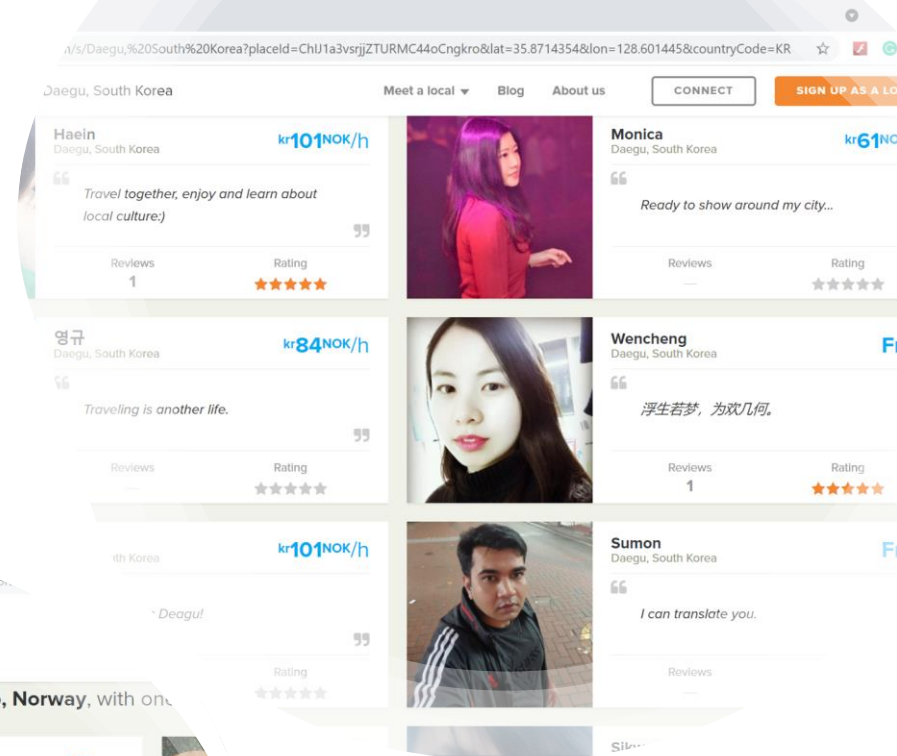 /s/Daegu,%20South%20Korea?placeId=ChIJ1a3vsrjjZTURMC44oCngkro&lat=35.8714354&lon=128.601445&countryCode=KR
Daegu, South Korea
Meet a local
Blog
About us
CONNECT
SIGN UP AS A LO
Haein
kr101NOK/h
Daegu, South Korea
Travel together, enjoy and learn about
local culture:)
Reviews
Rating
1
Monica
kr61NO
Daegu, South Korea
Ready to show around my city...
Reviews
Rating
—
영규
kr84NOK/h
Daegu, South Korea
Traveling is another life.
Reviews
Rating
—
Wencheng
Fr
Daegu, South Korea
浮生若梦，为欢几何。
Reviews
Rating
1
kr101NOK/h
th Korea
Deagu!
Rating
Sumon
Fr
Daegu, South Korea
I can translate you.
Reviews
—
, Norway, with one